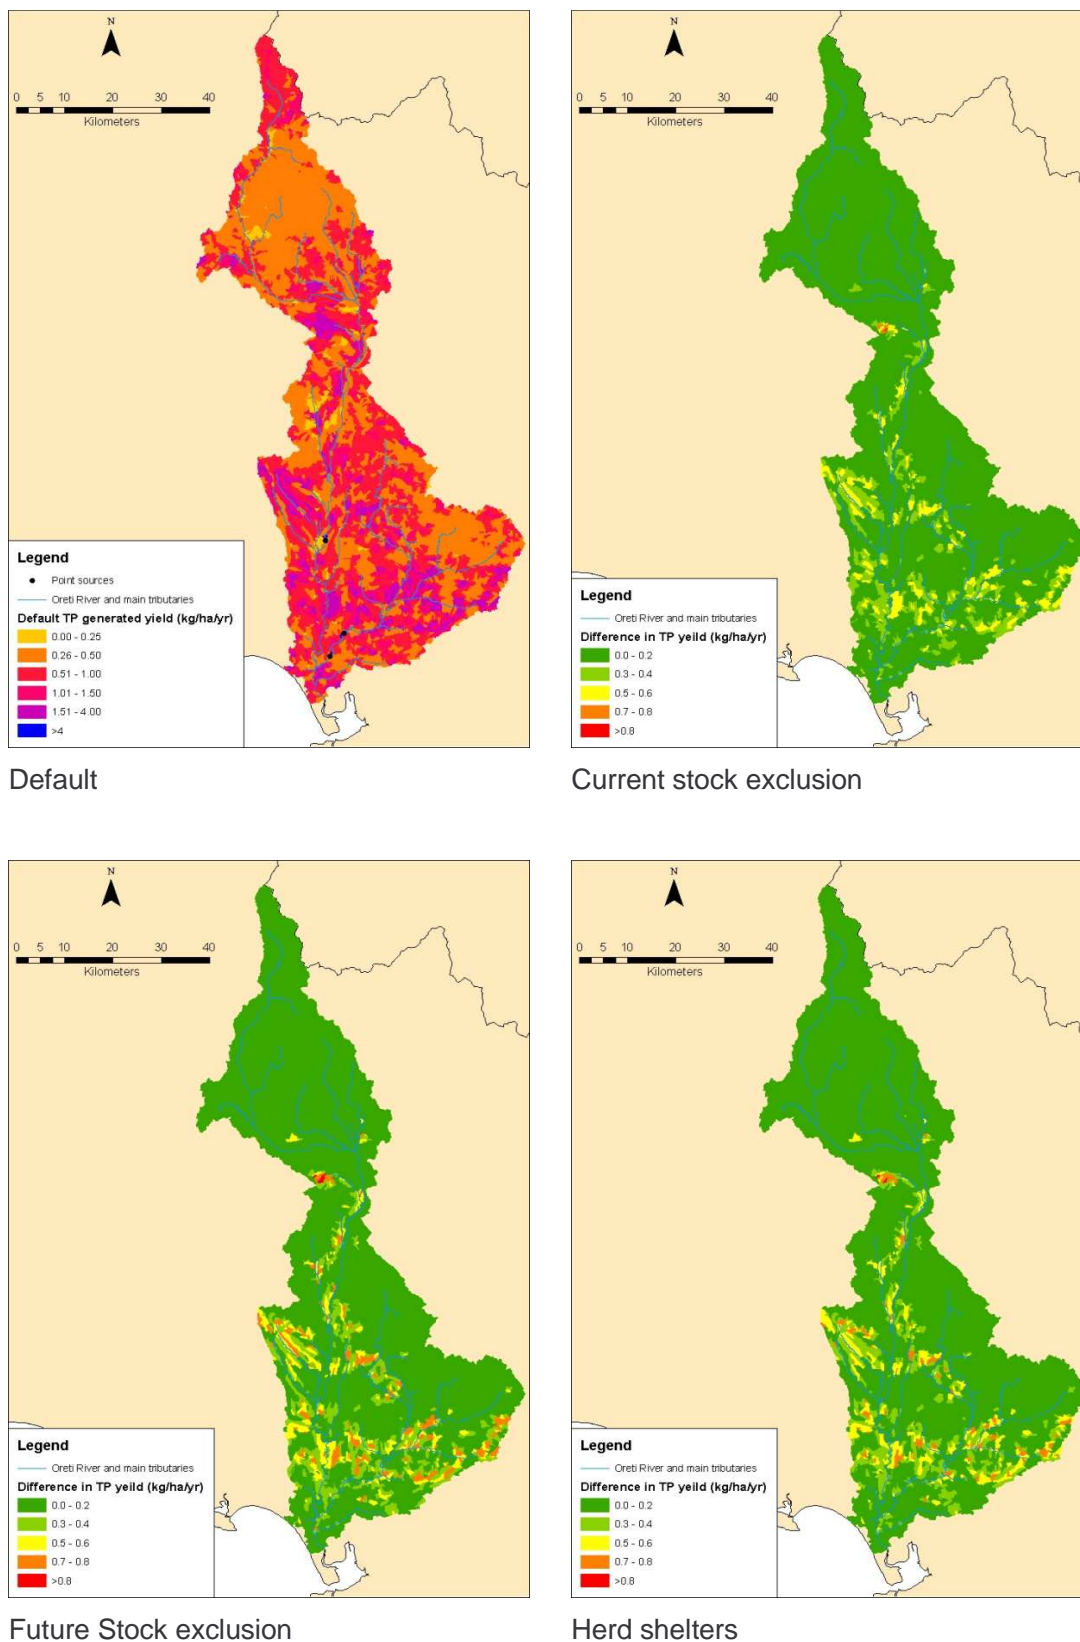 N
0 5 10 20 30 40
Kilometers
Legend
Point sources
Oreti River and main tributaries
Default TP generated yield (kg/ha/yr)
0.00 - 0.25
0.26 - 0.50
0.51 - 1.00
1.01 - 1.50
1.51 - 4.00
>4
Default
N
0 5 10 20 30 40
Kilometers
Legend
Oreti River and main tributaries
Difference in TP yeild (kg/ha/yr)
0.0 - 0.2
0.3 - 0.4
0.5 - 0.6
0.7 - 0.8
>0.8
Current stock exclusion
N
0 5 10 20 30 40
Kilometers
Legend
Oreti River and main tributaries
Difference in TP yeild (kg/ha/yr)
0.0 - 0.2
0.3 - 0.4
0.5 - 0.6
0.7 - 0.8
>0.8
Future Stock exclusion
N
0 5 10 20 30 40
Kilometers
Legend
Oreti River and main tributaries
Difference in TP yeild (kg/ha/yr)
0.0 - 0.2
0.3 - 0.4
0.5 - 0.6
0.7 - 0.8
>0.8
Herd shelters